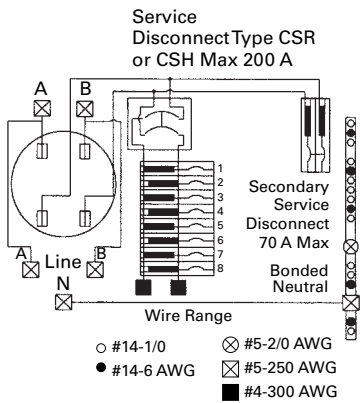 Service
Disconnect Type CSR
or CSH Max 200 A
A
B
1
2
3
4
5
6
7
8
Secondary
Service
Disconnect
70 A Max
A
Line
B
N
Bonded
Neutral
Wire Range
#14-1/0
#5-2/0 AWG
#14-6 AWG
#5-250 AWG
#4-300 AWG